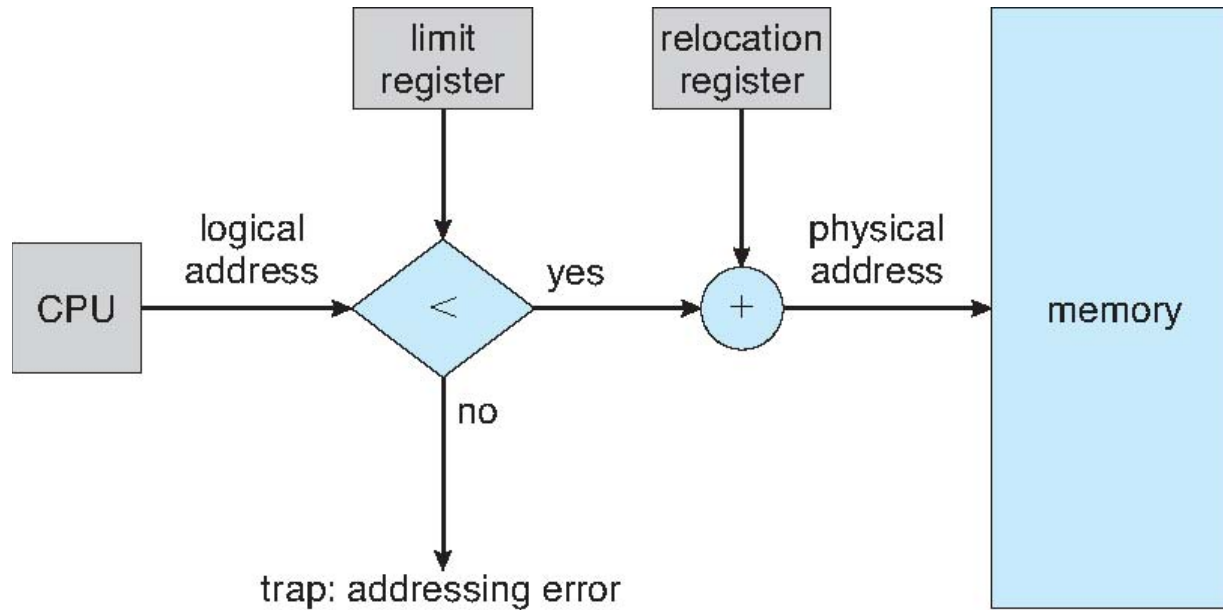 limit
register
relocation
register
logical
address
physical
address
CPU
<
yes
+
memory
no
trap: addressing error